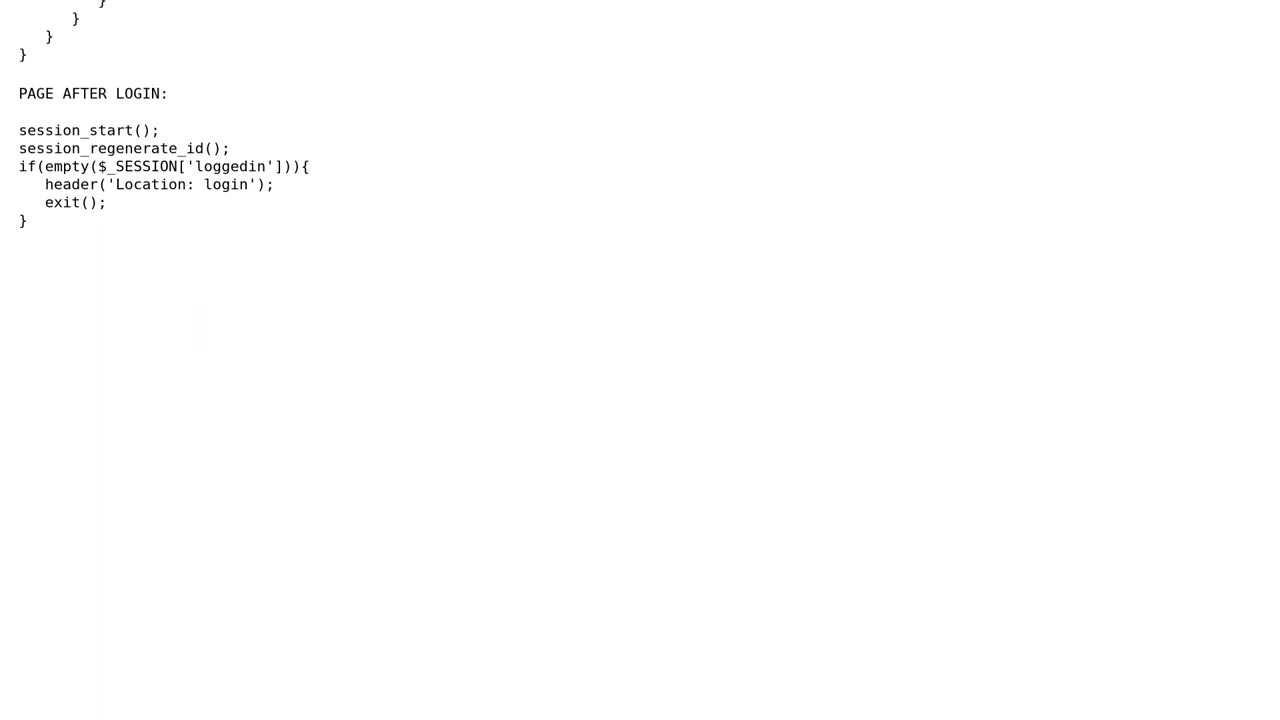 }
}
}
}
PAGE AFTER LOGIN:
session_start();
session_regenerate_id();
if(empty($_SESSION['loggedin'])){
header('Location: login');
exit();
}